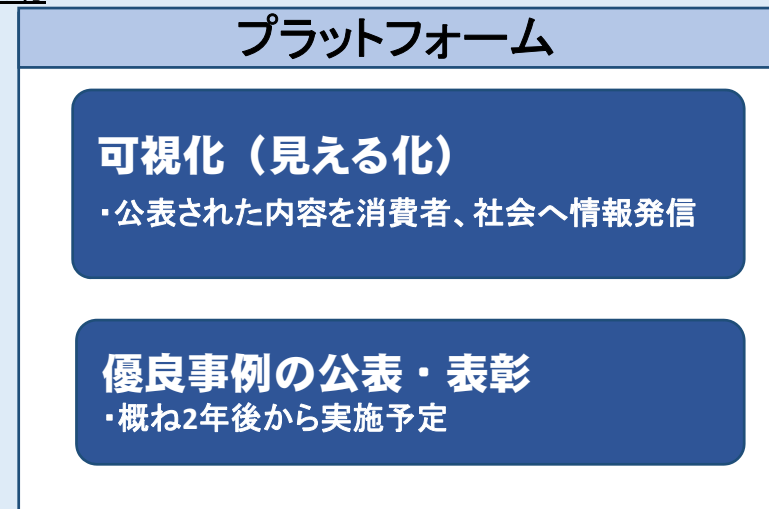 プラットフォーム
可視化（見える化）
・公表された内容を消費者、社会へ情報発信
優良事例の公表・表彰
・概ね2年後から実施予定